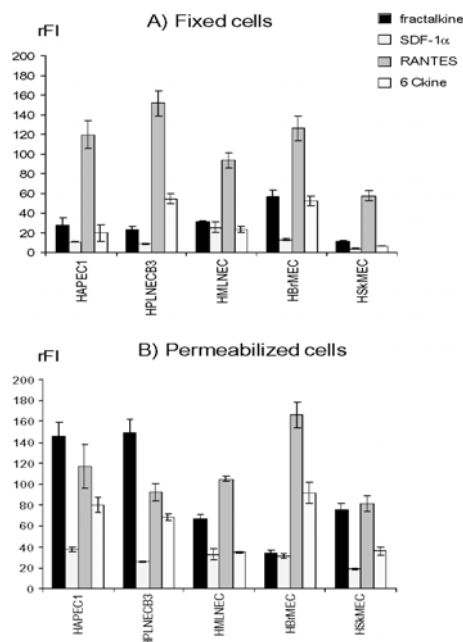 A) Fixed cells
rFI
fractalkine
SDF-1α
RANTES
6 Ckine
200
180
160
140
120
100
80
60
40
20
0
HAPEC1
HPLNECB3
HMLNEC
HBrMEC
HSkMEC
B) Permeabilized cells
rFI
200
180
160
140
120
100
80
60
40
20
0
HAPEC1
IPLNECB3
HMLNEC
HBrMEC
HSkMEC